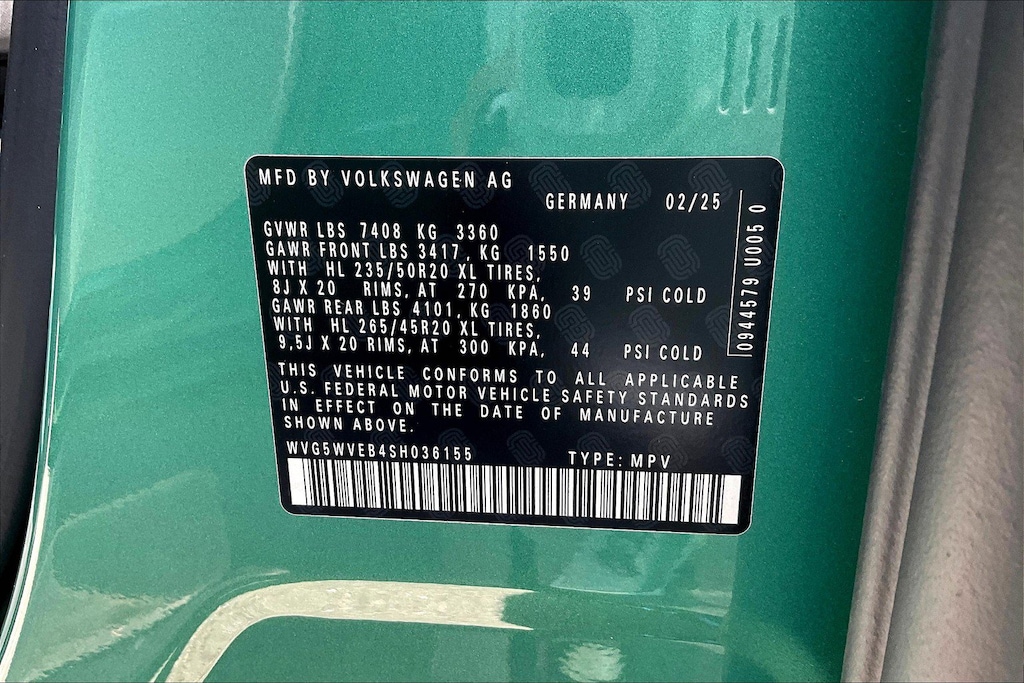 MFD BY VOLKSWAGEN AG
GERMANY 02/25
GVWR LBS 7408 KG 3360
GAWR FRONT LBS 3417, KG 1550
WITH HL 235/50R20 XL TIRES,
8J X 20 RIMS, AT 270 KPA, 39 PSI COLD
GAWR REAR LBS 4101, KG 1860
WITH HL 265/45R20 XL TIRES,
9.5J X 20 RIMS, AT 300 KPA, 44 PSI COLD
THIS VEHICLE CONFORMS TO ALL APPLICABLE
U.S. FEDERAL MOTOR VEHICLE SAFETY STANDARDS
IN EFFECT ON THE DATE OF MANUFACTURE
SHOWN ABOVE.
WVG5WVEB4SH036155 TYPE: MPV
0944579 U005 0